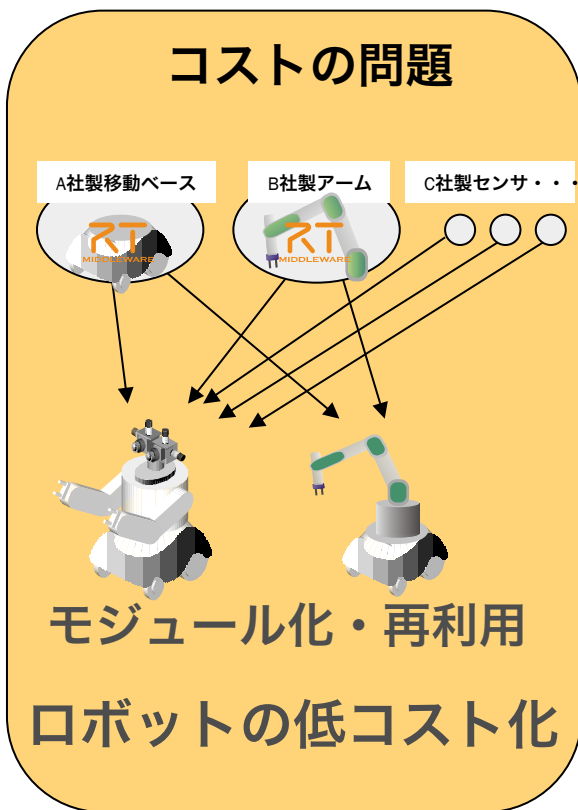 コストの問題
A社製移動ベース
B社製アーム
C社製センサ・・・
RT
MIDDLEWARE
RT
MIDDLEWARE
モジュール化・再利用
ロボットの低コスト化